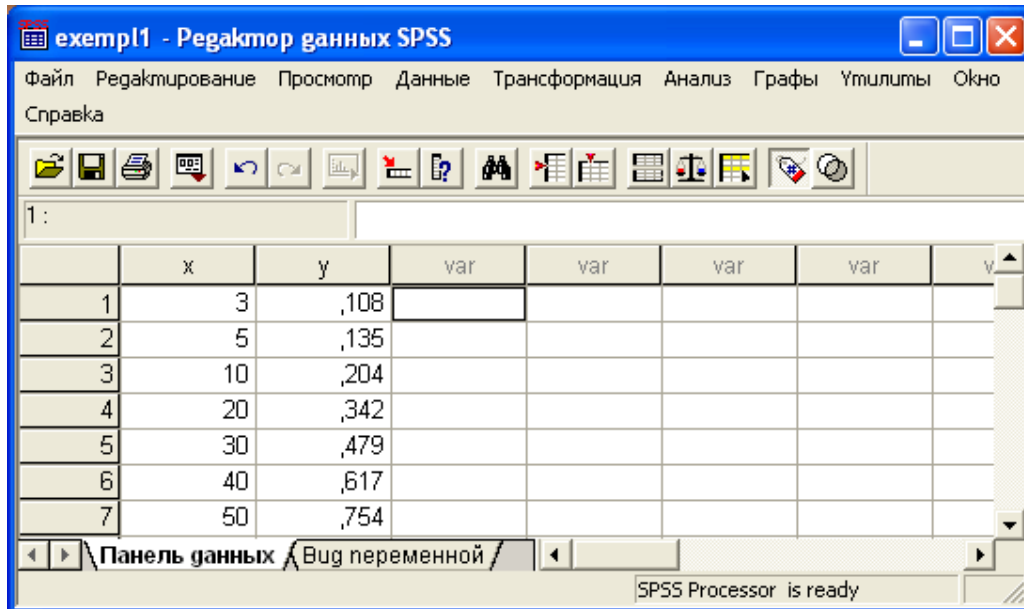 SPSS
exempl1 - Редактор данных SPSS
Файл Редактирование Просмотр Данные Трансформация Анализ Графы Утилиты Окно
Справка
1 :
x y var var var var v
1 3 ,108
2 5 ,135
3 10 ,204
4 20 ,342
5 30 ,479
6 40 ,617
7 50 ,754
Панель данных Вид переменной
SPSS Processor is ready